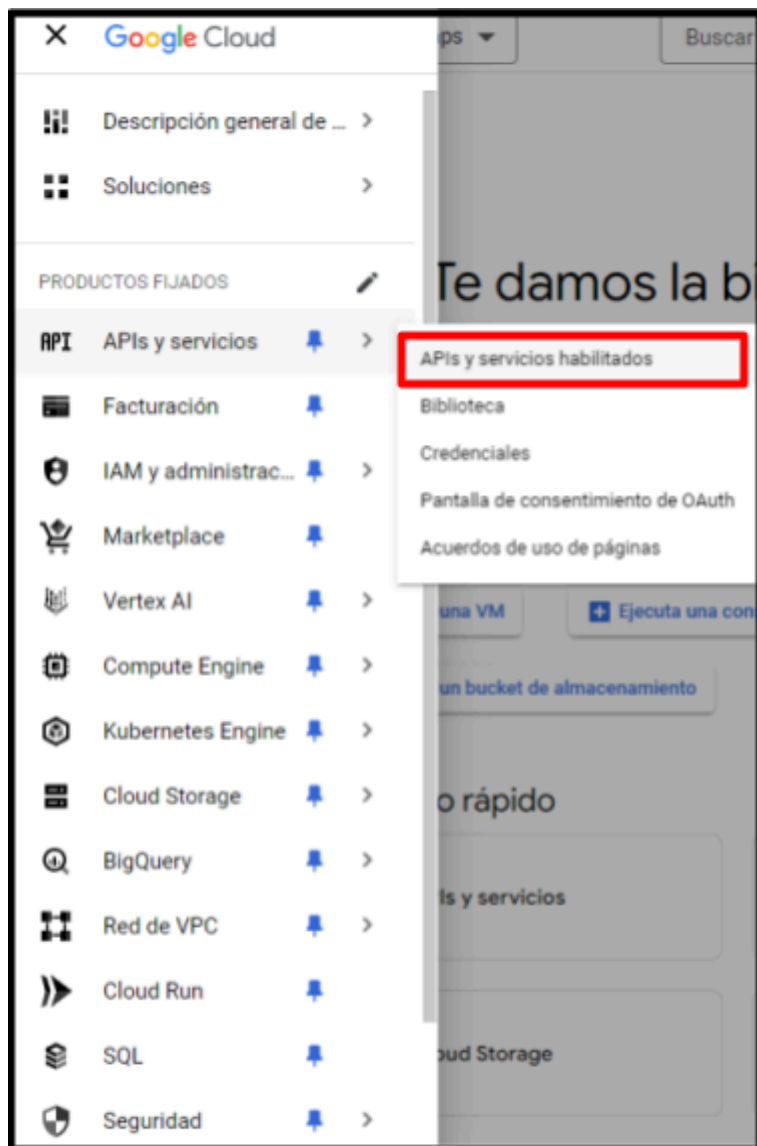 Google Cloud
ps
Buscar
Descripción general de ...
Soluciones
PRODUCTOS FIJADOS
Te damos la bi
API APIs y servicios
APIs y servicios habilitados
Biblioteca
Credenciales
Pantalla de consentimiento de OAuth
Acuerdos de uso de páginas
Facturación
IAM y administrac...
Marketplace
Vertex AI
una VM
Ejecuta una con
Compute Engine
un bucket de almacenamiento
Kubernetes Engine
Cloud Storage
o rápido
BigQuery
Is y servicios
Red de VPC
Cloud Run
SQL
oud Storage
Seguridad